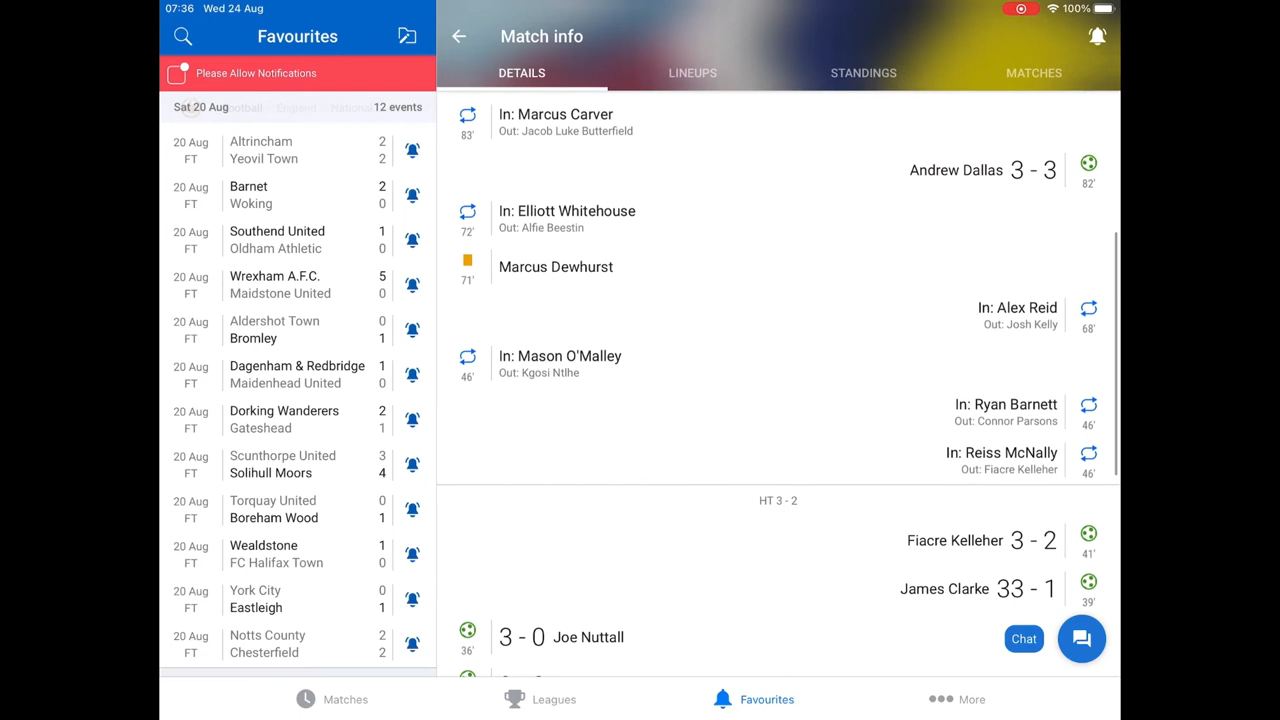 07:36 Wed 24 Aug
100%
Favourites
Please Allow Notifications
Sat 20 Aug
12 events
20 Aug Altrincham 2
FT Yeovil Town 2
20 Aug Barnet 2
FT Woking 0
20 Aug Southend United 1
FT Oldham Athletic 0
20 Aug Wrexham A.F.C. 5
FT Maidstone United 0
20 Aug Aldershot Town 0
FT Bromley 1
20 Aug Dagenham & Redbridge 1
FT Maidenhead United 0
20 Aug Dorking Wanderers 2
FT Gateshead 1
20 Aug Scunthorpe United 3
FT Solihull Moors 4
20 Aug Torquay United 0
FT Boreham Wood 1
20 Aug Wealdstone 1
FT FC Halifax Town 0
20 Aug York City 0
FT Eastleigh 1
20 Aug Notts County 2
FT Chesterfield 2
Match info
DETAILS LINEUPS STANDINGS MATCHES
In: Marcus Carver
Out: Jacob Luke Butterfield
83'
Andrew Dallas 3 - 3
82'
In: Elliott Whitehouse
Out: Alfie Beestin
72'
Marcus Dewhurst
71'
In: Alex Reid
Out: Josh Kelly
68'
In: Mason O'Malley
Out: Kgosi Ntlhe
46'
In: Ryan Barnett
Out: Connor Parsons
46'
In: Reiss McNally
Out: Fiacre Kelleher
46'
HT 3 - 2
Fiacre Kelleher 3 - 2
41'
James Clarke 33 - 1
39'
3 - 0 Joe Nuttall
36'
Chat
Matches Leagues Favourites More